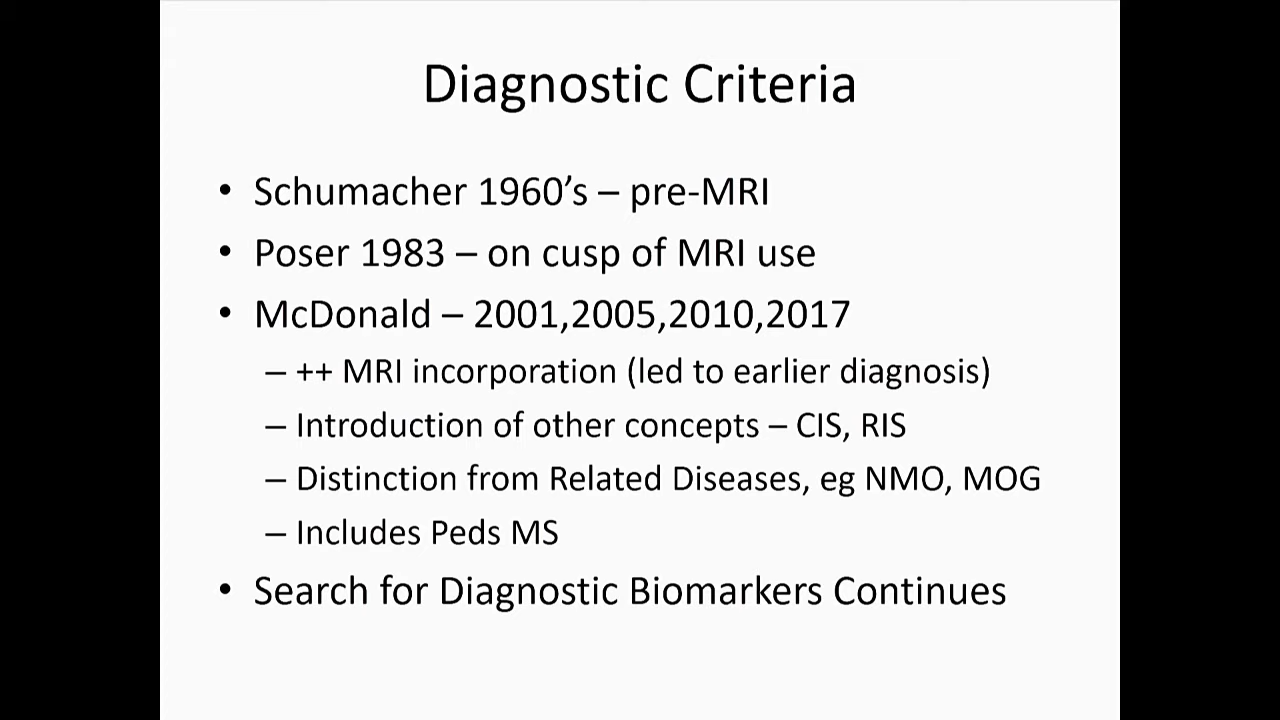 Diagnostic Criteria
• Schumacher 1960’s – pre-MRI
• Poser 1983 – on cusp of MRI use
• McDonald – 2001,2005,2010,2017
– ++ MRI incorporation (led to earlier diagnosis)
– Introduction of other concepts – CIS, RIS
– Distinction from Related Diseases, eg NMO, MOG
– Includes Peds MS
• Search for Diagnostic Biomarkers Continues